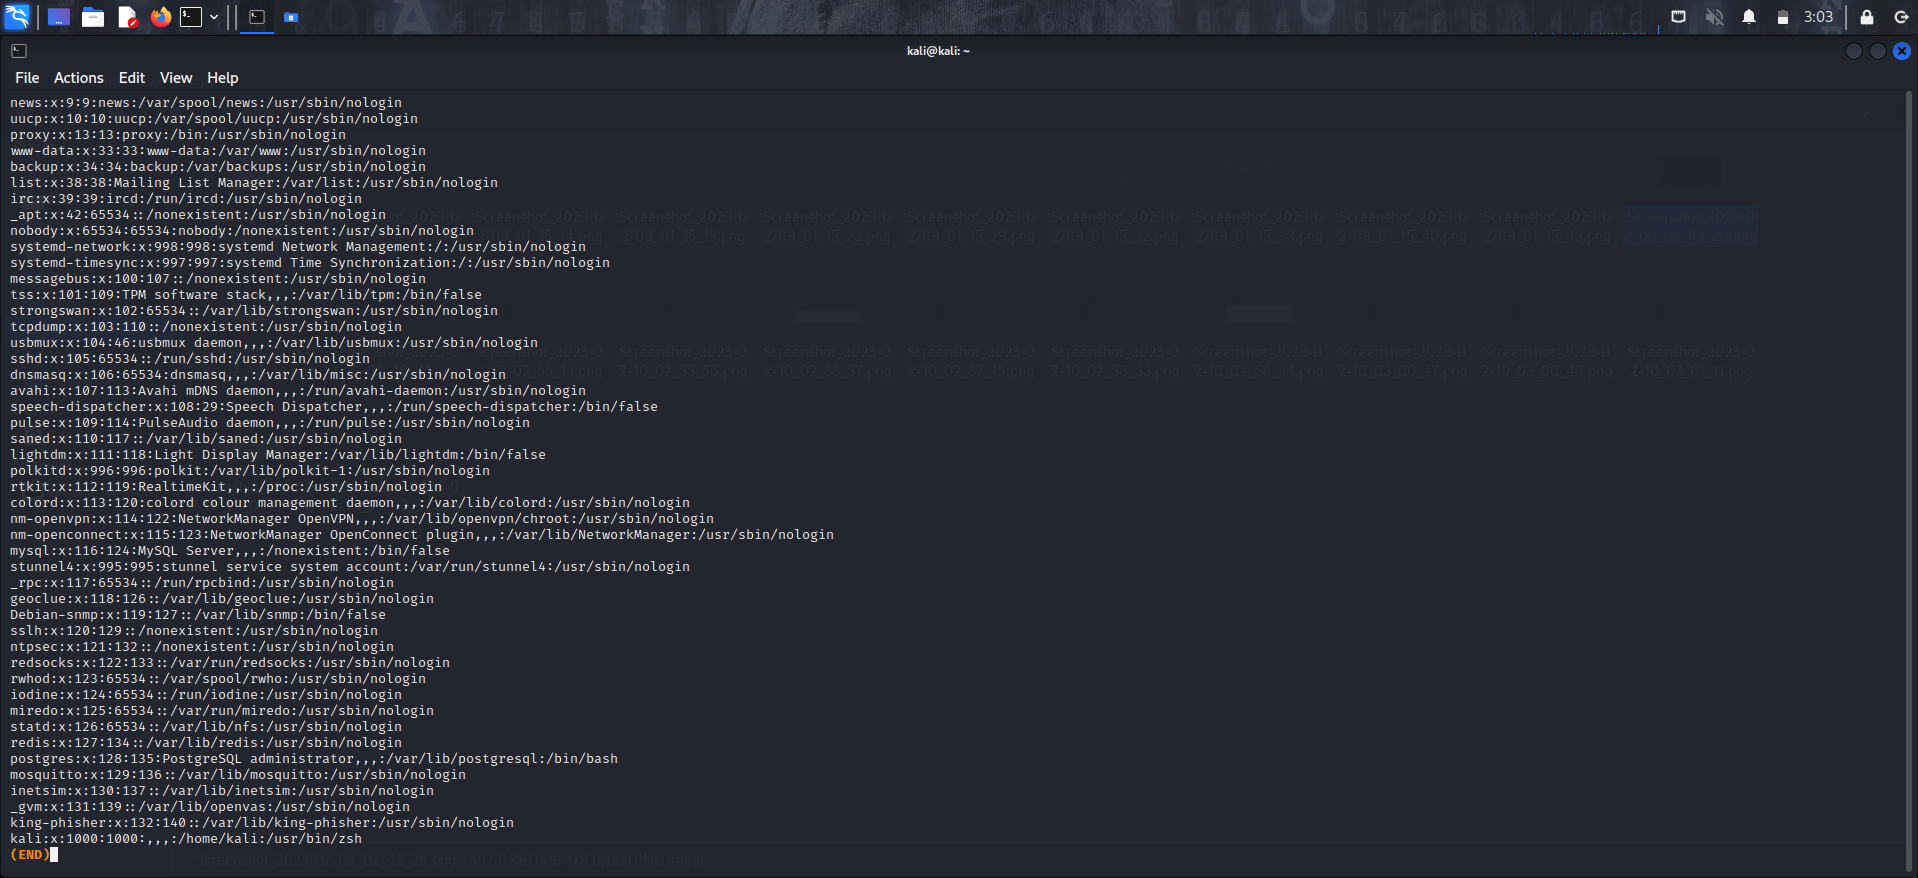 3:03
kali@kali: ~
File Actions Edit View Help
news:x:9:9:news:/var/spool/news:/usr/sbin/nologin
uucp:x:10:10:uucp:/var/spool/uucp:/usr/sbin/nologin
proxy:x:13:13:proxy:/bin:/usr/sbin/nologin
www-data:x:33:33:www-data:/var/www:/usr/sbin/nologin
backup:x:34:34:backup:/var/backups:/usr/sbin/nologin
list:x:38:38:Mailing List Manager:/var/list:/usr/sbin/nologin
irc:x:39:39:ircd:/run/ircd:/usr/sbin/nologin
_apt:x:42:65534::/nonexistent:/usr/sbin/nologin
nobody:x:65534:65534:nobody:/nonexistent:/usr/sbin/nologin
systemd-network:x:998:998:systemd Network Management:/:/usr/sbin/nologin
systemd-timesync:x:997:997:systemd Time Synchronization:/:/usr/sbin/nologin
messagebus:x:100:107::/nonexistent:/usr/sbin/nologin
tss:x:101:109:TPM software stack,,,:/var/lib/tpm:/bin/false
strongswan:x:102:65534::/var/lib/strongswan:/usr/sbin/nologin
tcpdump:x:103:110::/nonexistent:/usr/sbin/nologin
usbmux:x:104:46:usbmux daemon,,,:/var/lib/usbmux:/usr/sbin/nologin
sshd:x:105:65534::/run/sshd:/usr/sbin/nologin
dnsmasq:x:106:65534:dnsmasq,,,:/var/lib/misc:/usr/sbin/nologin
avahi:x:107:113:Avahi mDNS daemon,,,:/run/avahi-daemon:/usr/sbin/nologin
speech-dispatcher:x:108:29:Speech Dispatcher,,,:/run/speech-dispatcher:/bin/false
pulse:x:109:114:PulseAudio daemon,,,:/run/pulse:/usr/sbin/nologin
saned:x:110:117::/var/lib/saned:/usr/sbin/nologin
lightdm:x:111:118:Light Display Manager:/var/lib/lightdm:/bin/false
polkitd:x:996:996:polkit:/var/lib/polkit-1:/usr/sbin/nologin
rtkit:x:112:119:RealtimeKit,,,:/proc:/usr/sbin/nologin
colord:x:113:120:colord colour management daemon,,,:/var/lib/colord:/usr/sbin/nologin
nm-openvpn:x:114:122:NetworkManager OpenVPN,,,:/var/lib/openvpn/chroot:/usr/sbin/nologin
nm-openconnect:x:115:123:NetworkManager OpenConnect plugin,,,:/var/lib/NetworkManager:/usr/sbin/nologin
mysql:x:116:124:MySQL Server,,,:/nonexistent:/bin/false
stunnel4:x:995:995:stunnel service system account:/var/run/stunnel4:/usr/sbin/nologin
_rpc:x:117:65534::/run/rpcbind:/usr/sbin/nologin
geoclue:x:118:126::/var/lib/geoclue:/usr/sbin/nologin
Debian-snmp:x:119:127::/var/lib/snmp:/bin/false
sslh:x:120:129::/nonexistent:/usr/sbin/nologin
ntpsec:x:121:132::/nonexistent:/usr/sbin/nologin
redsocks:x:122:133::/var/run/redsocks:/usr/sbin/nologin
rwhod:x:123:65534::/var/spool/rwho:/usr/sbin/nologin
iodine:x:124:65534::/run/iodine:/usr/sbin/nologin
miredo:x:125:65534::/var/run/miredo:/usr/sbin/nologin
statd:x:126:65534::/var/lib/nfs:/usr/sbin/nologin
redis:x:127:134::/var/lib/redis:/usr/sbin/nologin
postgres:x:128:135:PostgreSQL administrator,,,:/var/lib/postgresql:/bin/bash
mosquitto:x:129:136::/var/lib/mosquitto:/usr/sbin/nologin
inetsim:x:130:137::/var/lib/inetsim:/usr/sbin/nologin
_gvm:x:131:139::/var/lib/openvas:/usr/sbin/nologin
king-phisher:x:132:140::/var/lib/king-phisher:/usr/sbin/nologin
kali:x:1000:1000:,,,:/home/kali:/usr/bin/zsh
(END)